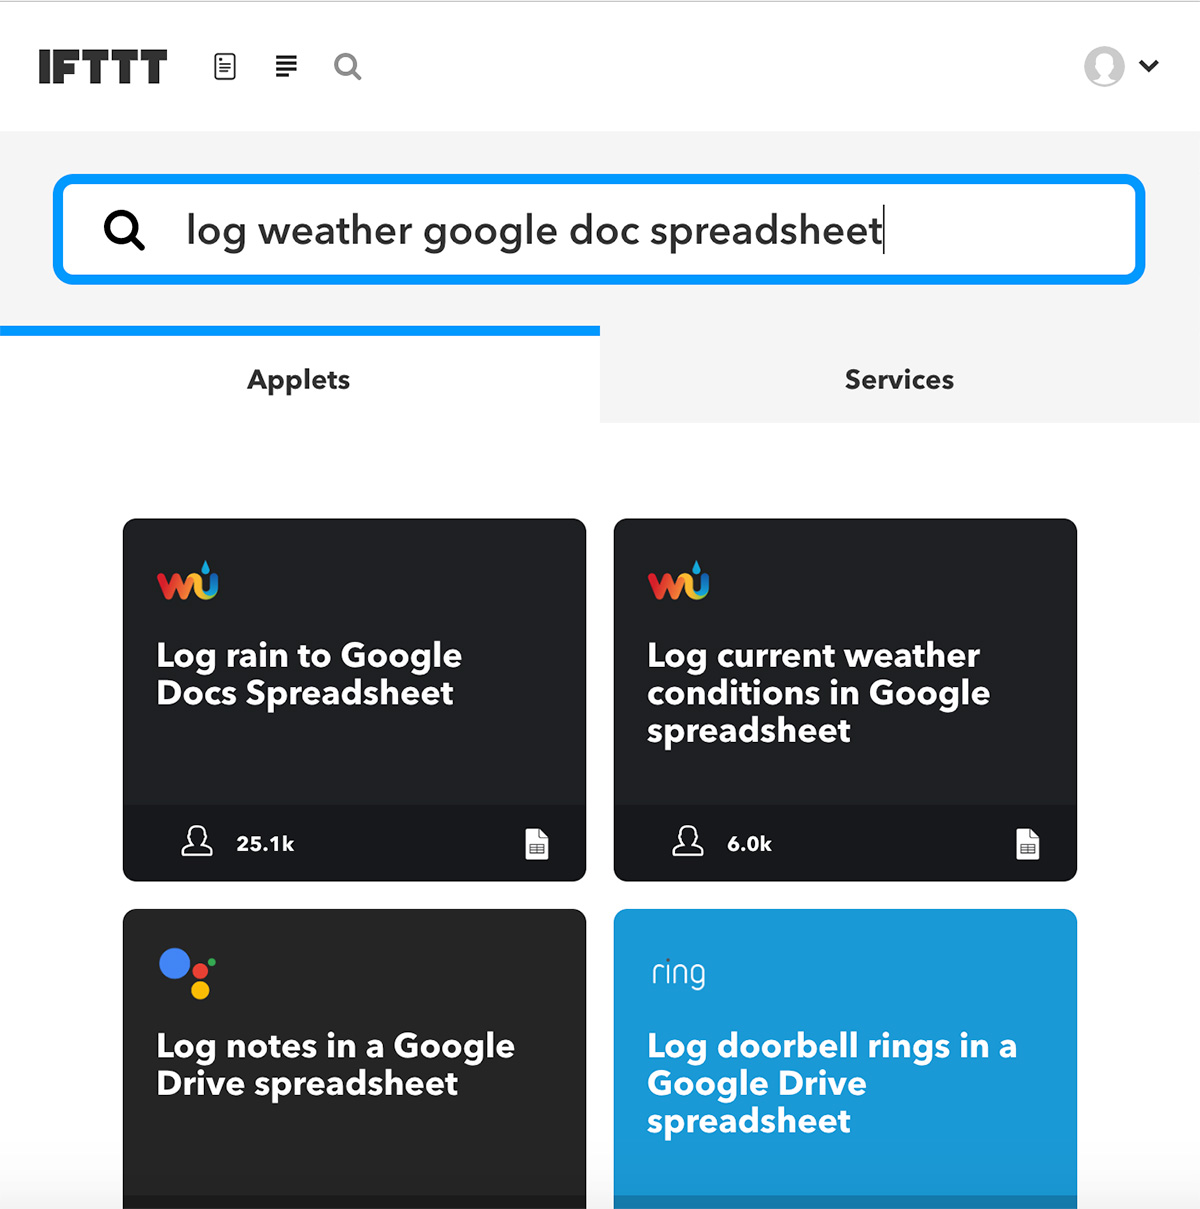 IFTTT
log weather google doc spreadsheet
Applets
Services
wu
Log rain to Google
Docs Spreadsheet
25.1k
wu
Log current weather
conditions in Google
spreadsheet
6.0k
Log notes in a Google
Drive spreadsheet
ring
Log doorbell rings in a
Google Drive
spreadsheet